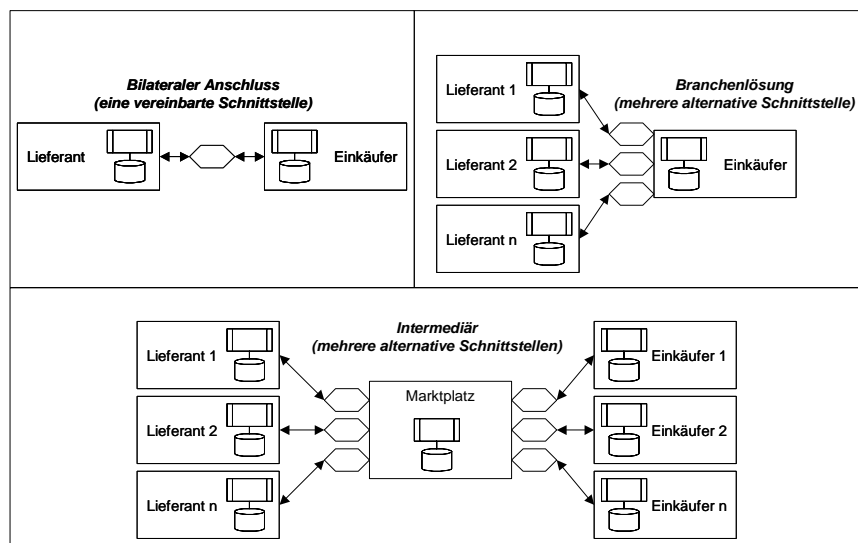 Bilateraler Anschluss
(eine vereinbarte Schnittstelle)
Lieferant
Einkäufer
Branchenlösung
(mehrere alternative Schnittstelle)
Lieferant 1
Lieferant 2
Lieferant n
Einkäufer
Intermediär
(mehrere alternative Schnittstellen)
Lieferant 1
Lieferant 2
Lieferant n
Marktplatz
Einkäufer 1
Einkäufer 2
Einkäufer n